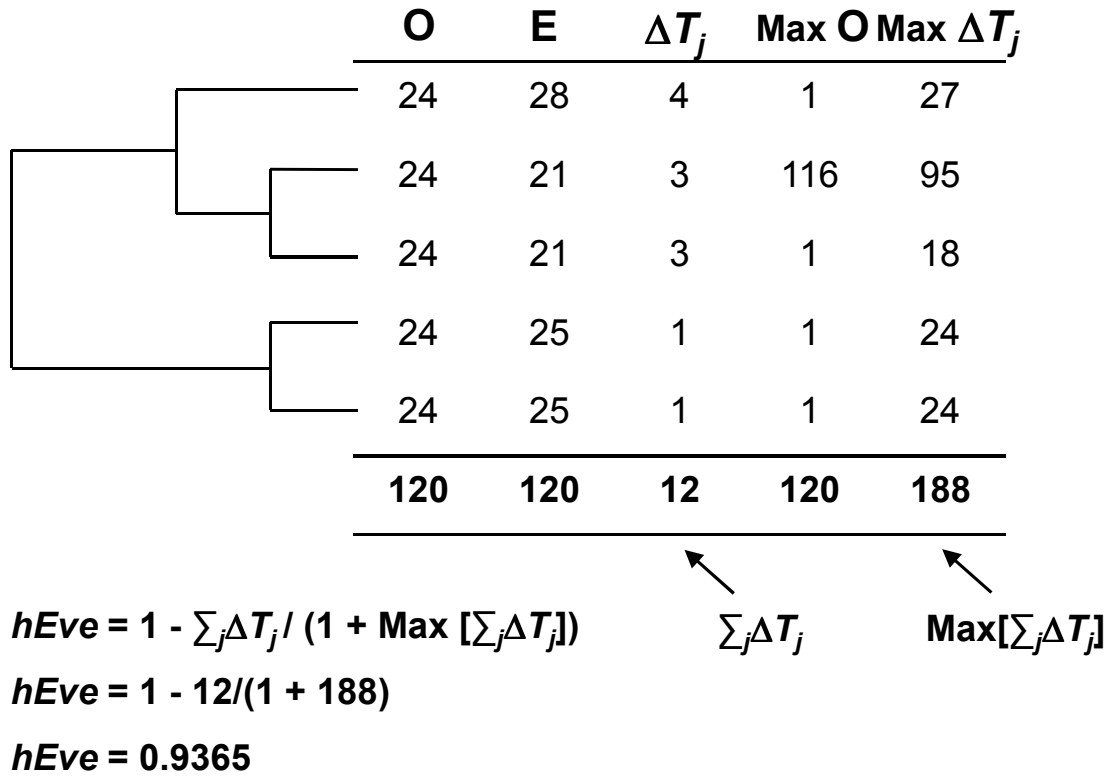 O E ΔTj Max O Max ΔTj
24 28 4 1 27
24 21 3 116 95
24 21 3 1 18
24 25 1 1 24
24 25 1 1 24
120 120 12 120 188
hEve = 1 - ∑jΔTj / (1 + Max [∑jΔTj]) ∑jΔTj Max[∑jΔTj]
hEve = 1 - 12/(1 + 188)
hEve = 0.9365